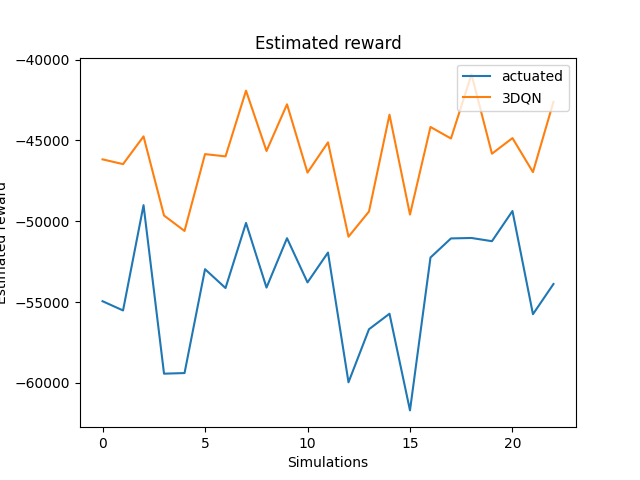 Estimated reward
actuated
3DQN
−40000
−45000
−50000
−55000
−60000
Estimated reward
0 5 10 15 20
Simulations